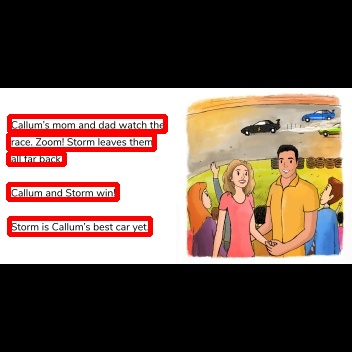 Callum's mom and dad watch the
race. Zoom! Storm leaves them
all far back.
Callum and Storm win!
Storm is Callum's best car yet.